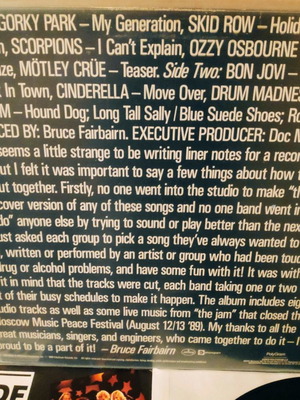 GORKY PARK – My Generation, SKID ROW – Holid
n, SCORPIONS – I Can't Explain, OZZY OSBOURNE
ze, MÖTLEY CRÜE – Teaser. Side Two: BON JOVI –
k In Town, CINDERELLA – Move Over, DRUM MADNES
M – Hound Dog; Long Tall Sally / Blue Suede Shoes; Ro
CED BY: Bruce Fairbairn. EXECUTIVE PRODUCER: Doc M
seems a little strange to be writing liner notes for a reco
ut I felt it was important to say a few things about how t
ut together. Firstly, no one went into the studio to make "t
cover version of any of these songs and no one band went in
do" anyone else by trying to sound or play better than the nex
ust asked each group to pick a song they've always wanted to
, written or performed by an artist or group who had been touc
drug or alcohol problems, and have some fun with it! It was with
fit in mind that the tracks were cut, each band taking one or two
t of their busy schedules to make it happen. The album includes eig
udio tracks as well as some live music from "the jam" that closed th
oscow Music Peace Festival (August 12/13 '89). My thanks to all the
reat musicians, singers, and engineers, who came together to do it – I
proud to be a part of it! – Bruce Fairbairn
PolyGram
DE